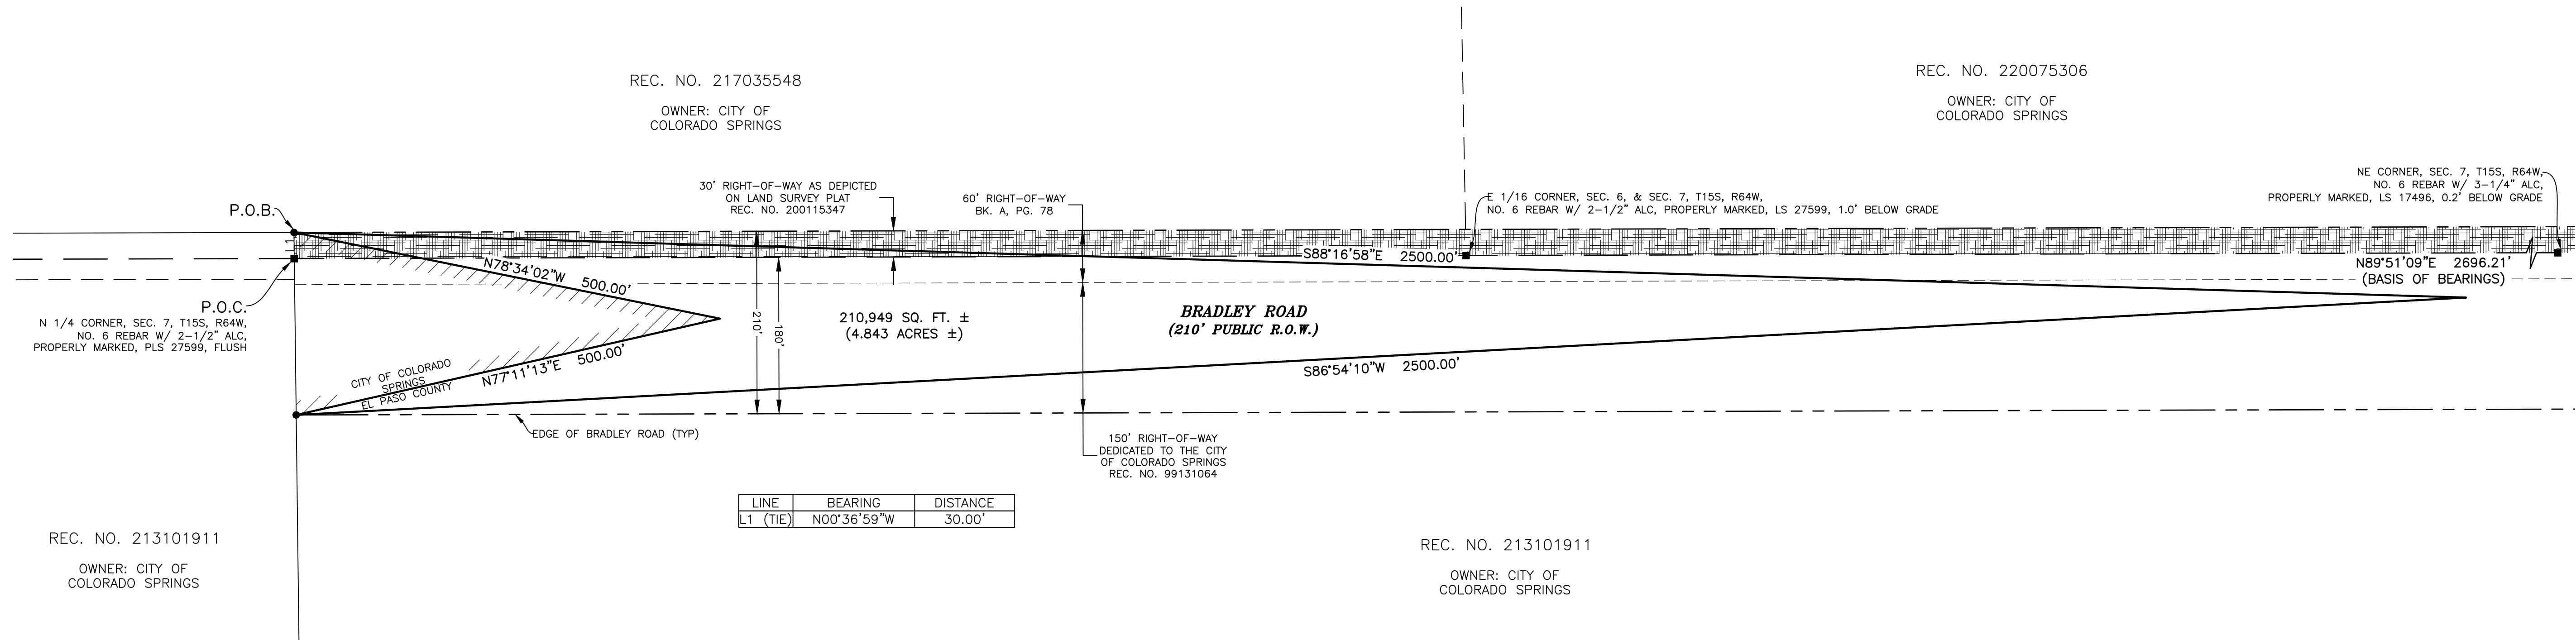 REC. NO. 217035548
OWNER: CITY OF
COLORADO SPRINGS
REC. NO. 220075306
OWNER: CITY OF
COLORADO SPRINGS
30' RIGHT-OF-WAY AS DEPICTED
ON LAND SURVEY PLAT
REC. NO. 200115347
60' RIGHT-OF-WAY
BK. A, PG. 78
E 1/16 CORNER, SEC. 6, & SEC. 7, T15S, R64W,
NO. 6 REBAR W/ 2-1/2" ALC, PROPERLY MARKED, LS 27599, 1.0' BELOW GRADE
NE CORNER, SEC. 7, T15S, R64W,
NO. 6 REBAR W/ 3-1/4" ALC,
PROPERLY MARKED, LS 17496, 0.2' BELOW GRADE
P.O.B.
L1
S88°16'58"E 2500.00'
N89°51'09"E 2696.21'
(BASIS OF BEARINGS)
N78°34'02"W 500.00'
P.O.C.
N 1/4 CORNER, SEC. 7, T15S, R64W,
NO. 6 REBAR W/ 2-1/2" ALC,
PROPERLY MARKED, PLS 27599, FLUSH
210'
180'
210,949 SQ. FT. ±
(4.843 ACRES ±)
BRADLEY ROAD
(210' PUBLIC R.O.W.)
N77°11'13"E 500.00'
S86°54'10"W 2500.00'
CITY OF COLORADO
SPRINGS
EL PASO COUNTY
EDGE OF BRADLEY ROAD (TYP)
150' RIGHT-OF-WAY
DEDICATED TO THE CITY
OF COLORADO SPRINGS
REC. NO. 99131064
LINE BEARING DISTANCE
L1 (TIE) N00°36'59"W 30.00'
REC. NO. 213101911
OWNER: CITY OF
COLORADO SPRINGS
REC. NO. 213101911
OWNER: CITY OF
COLORADO SPRINGS